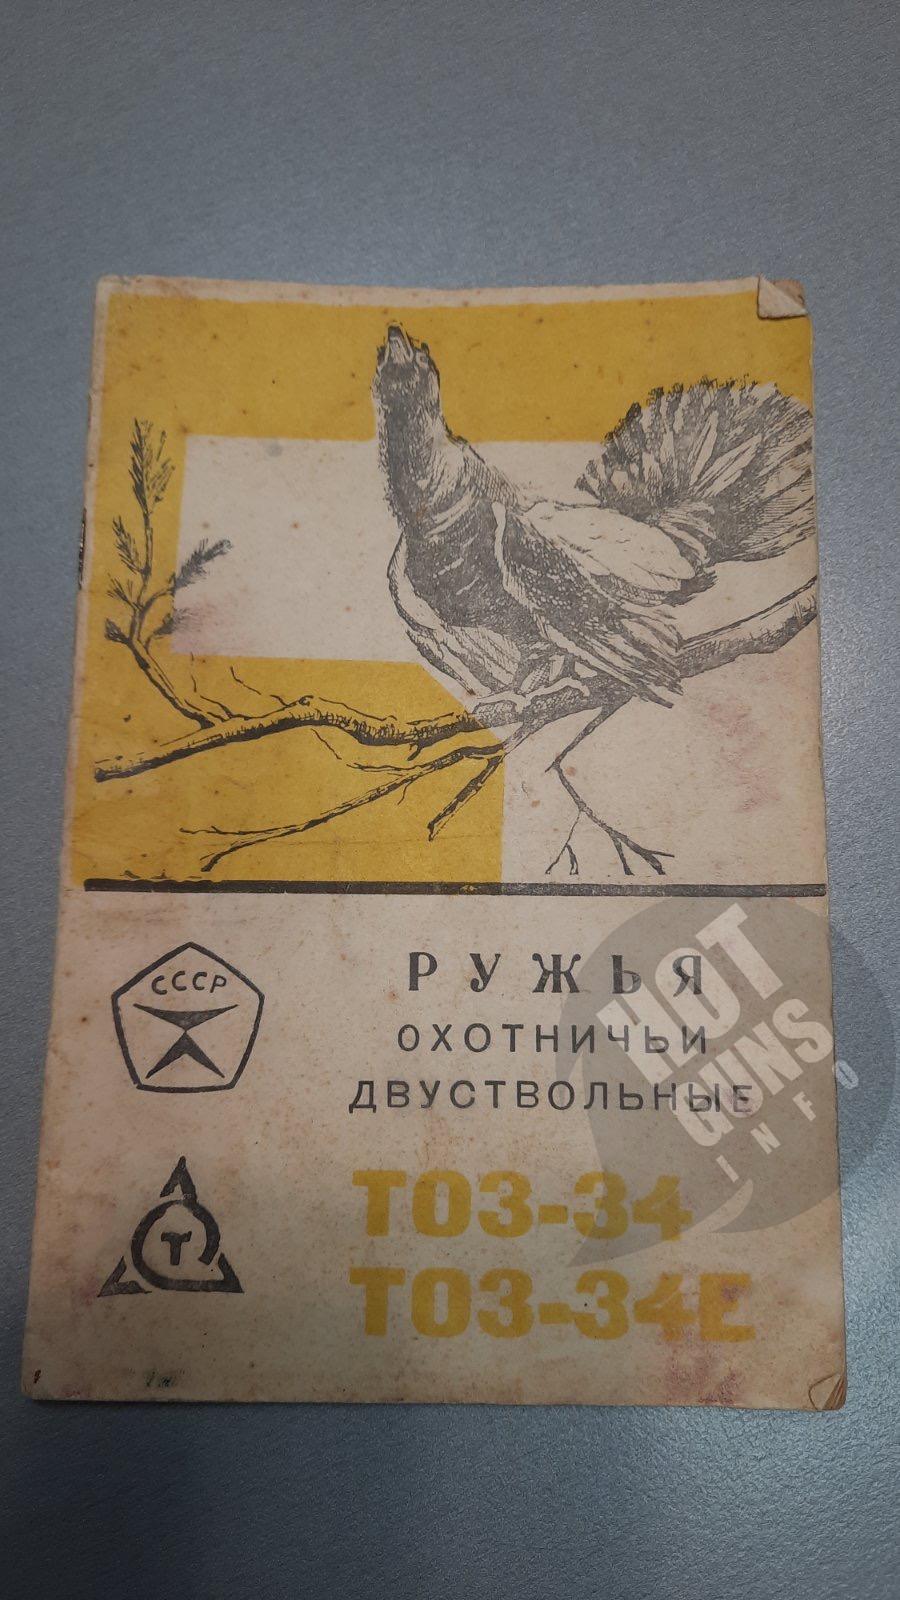 СССР
РУЖЬЯ
ОХОТНИЧЬИ
ДВУСТВОЛЬНЫЕ
Т
ТОЗ-34
ТОЗ-34Е
HOT
GUNS
INFO